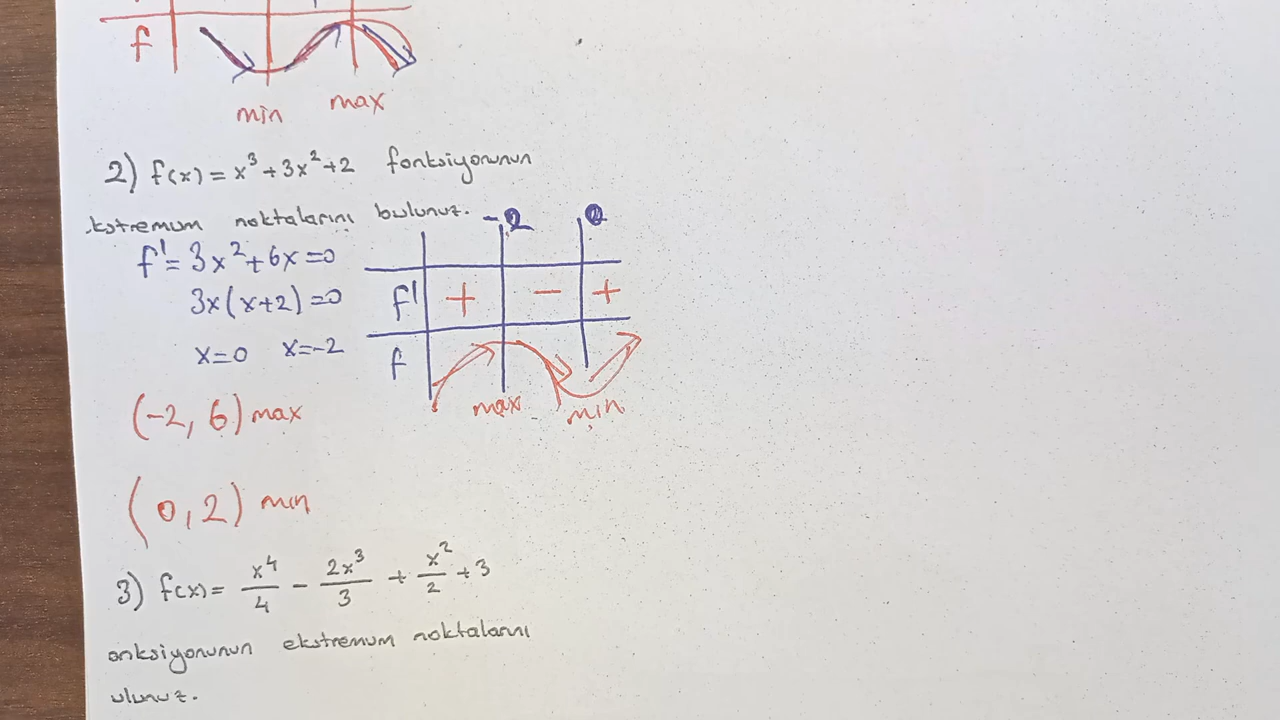 f
min max
2) f(x) = x³ + 3x² + 2 fonksiyonunun
kstremum noktalarını bulunuz.
-2 0
f' = 3x² + 6x = 0
3x(x+2) = 0
x=0 x=-2
f' + - +
f
max min
(-2, 6) max
(0, 2) min
3) f(x) = x⁴/4 - 2x³/3 + x²/2 + 3
onksiyonunun ekstremum noktalarını
ulunuz.